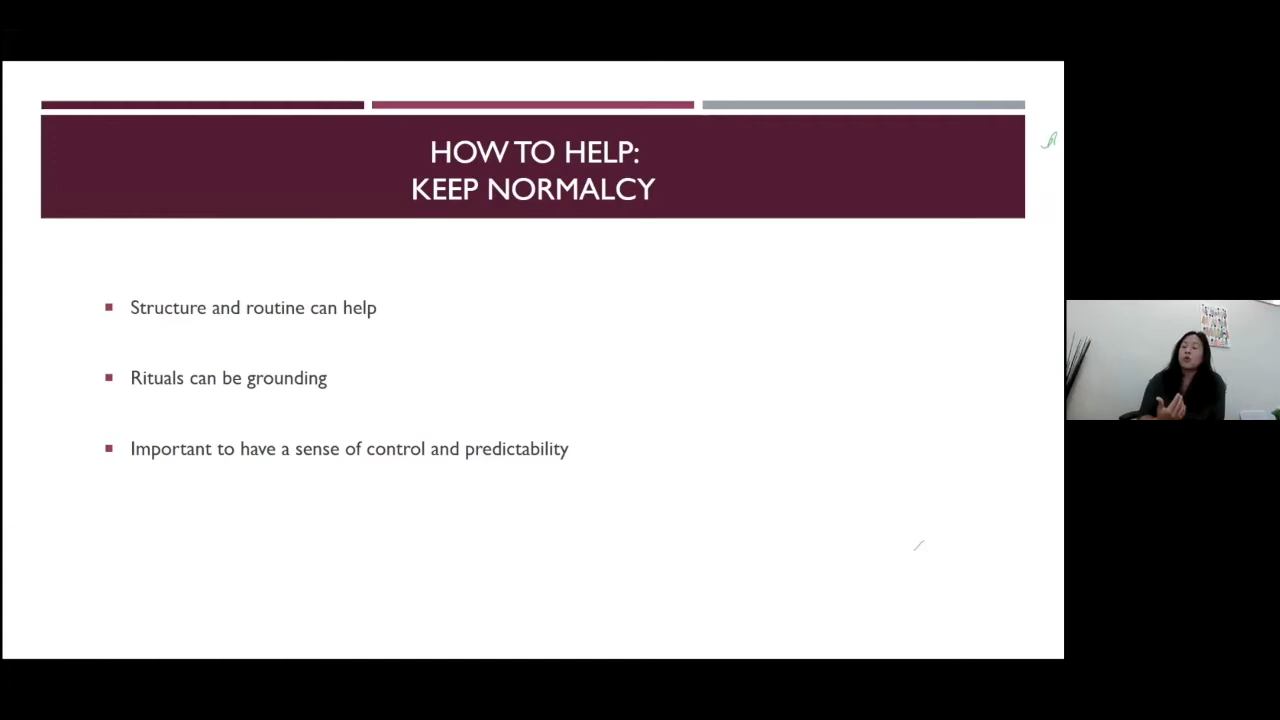 HOW TO HELP:
KEEP NORMALCY
Structure and routine can help
Rituals can be grounding
Important to have a sense of control and predictability